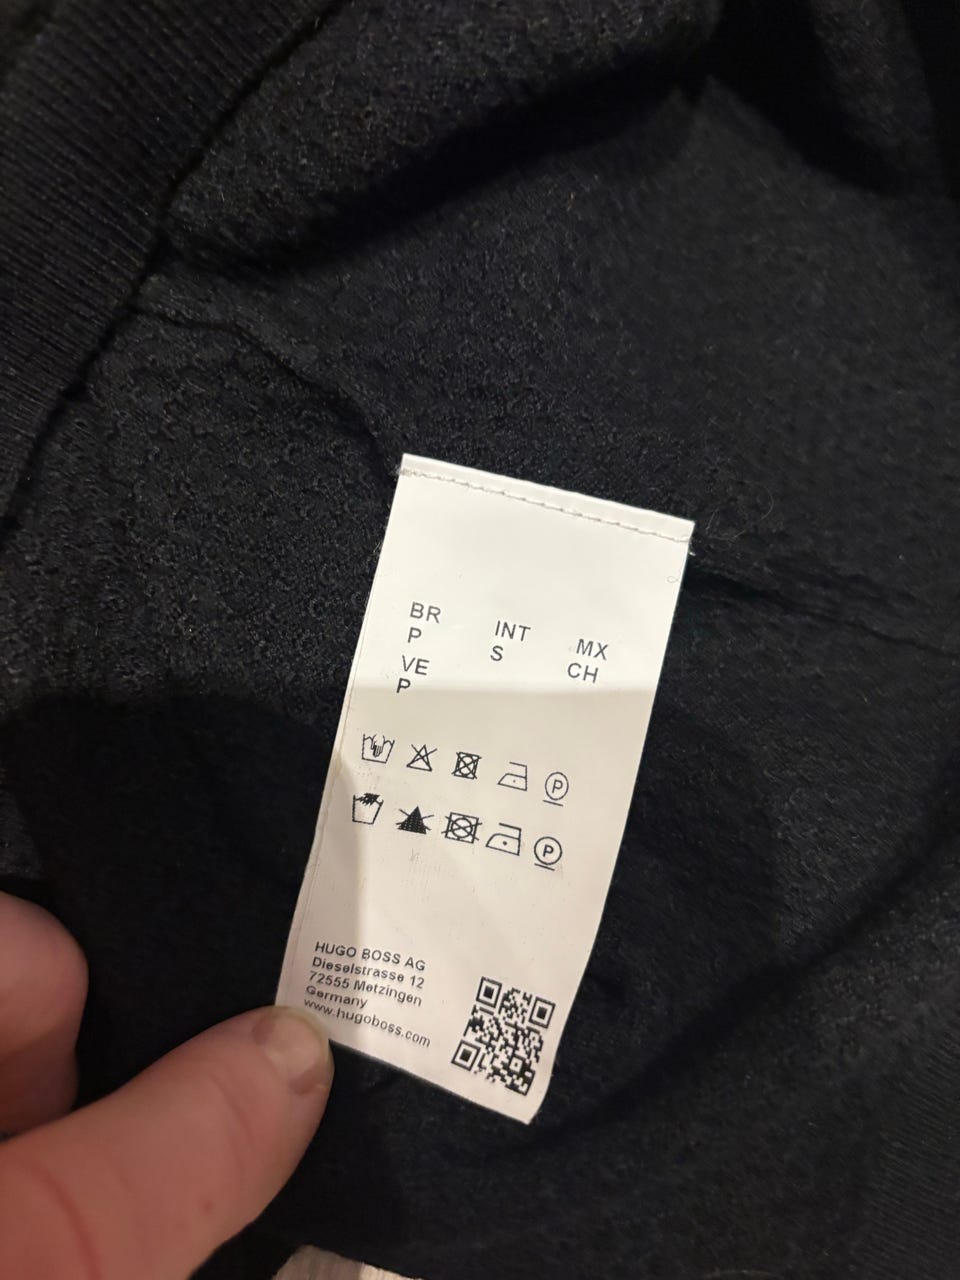 BR
P
INT
S
MX
CH
VE
P
P
P
HUGO BOSS AG
Dieselstrasse 12
72555 Metzingen
Germany
www.hugoboss.com